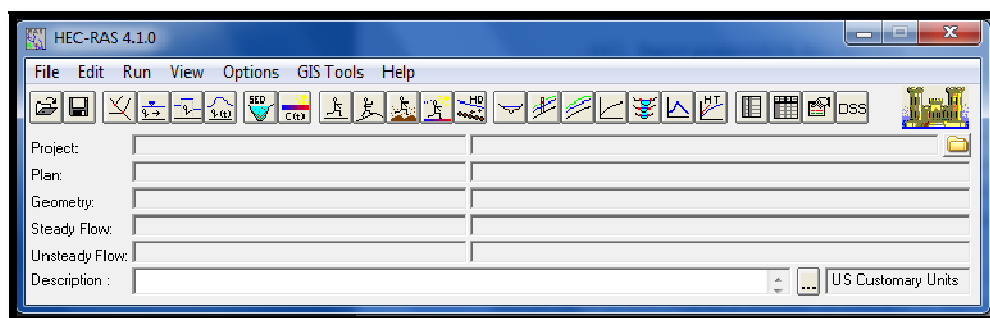 HEC-RAS 4.1.0
File Edit Run View Options GIS Tools Help
SED C(t) HD HT DSS
Project:
Plan:
Geometry:
Steady Flow:
Unsteady Flow:
Description : ... US Customary Units